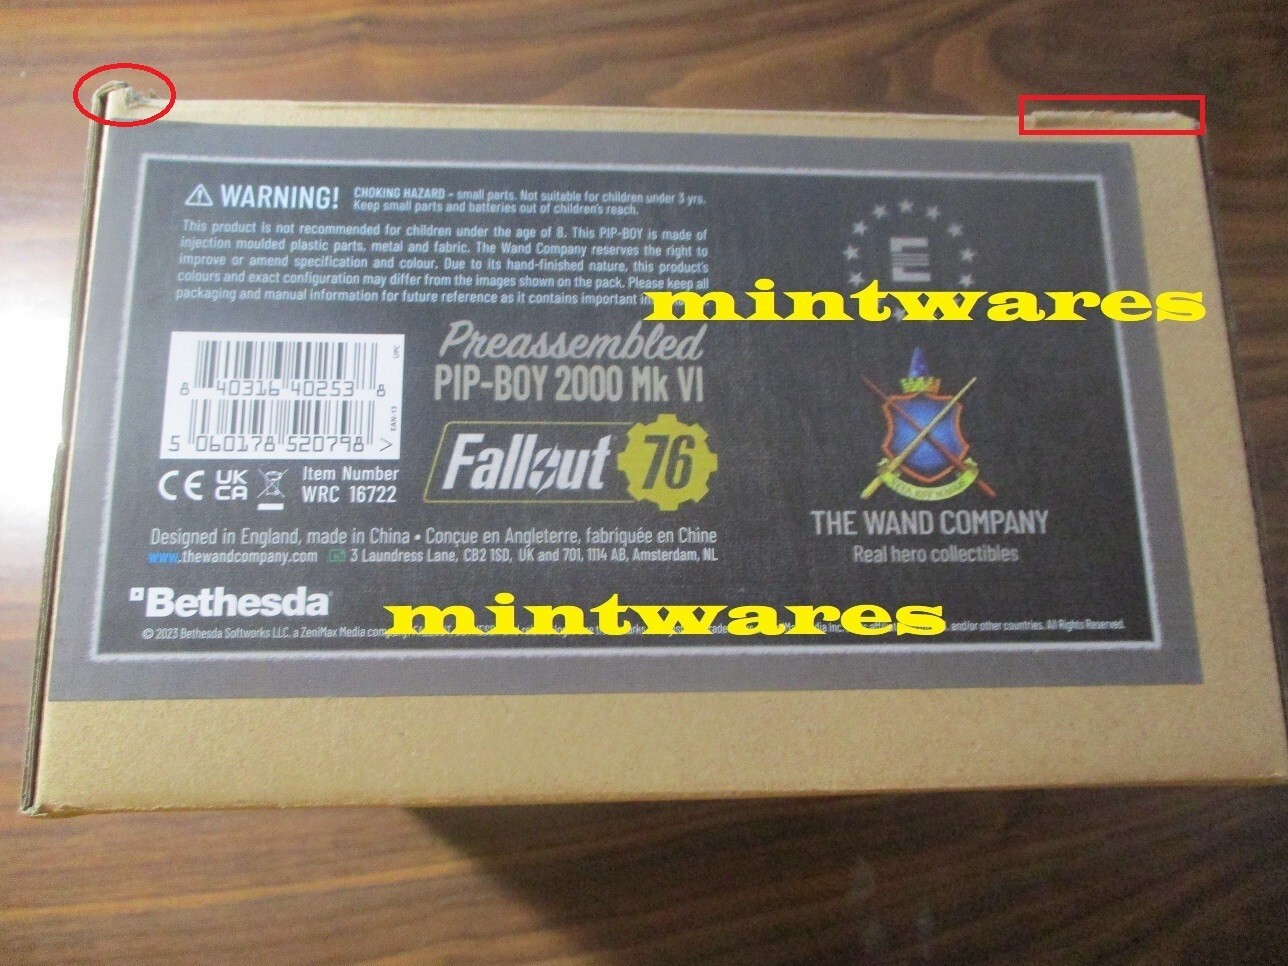 WARNING! CHOKING HAZARD - small parts. Not suitable for children under 3 yrs.
Keep small parts and batteries out of children's reach.
This product is not recommended for children under the age of 8. This PIP-BOY is made of
injection moulded plastic parts, metal and fabric. The Wand Company reserves the right to
improve or amend specification and colour. Due to its hand-finished nature, this product's
colours and exact configuration may differ from the images shown on the pack. Please keep all
packaging and manual information for future reference as it contains important
mintwares
Preassembled
PIP-BOY 2000 Mk VI
Fallout 76
UPC
8 40316 40253 8
EAN-13
5 060178 520798 >
CE UK CA
Item Number
WRC 16722
THE WAND COMPANY
Real hero collectibles
Designed in England, made in China • Conçue en Angleterre, fabriquée en Chine
www.thewandcompany.com 3 Laundress Lane, CB2 1SD, UK and 701, 1114 AB, Amsterdam, NL
Bethesda
mintwares
© 2023 Bethesda Softworks LLC, a ZeniMax Media and/or other countries. All Rights Reserved.